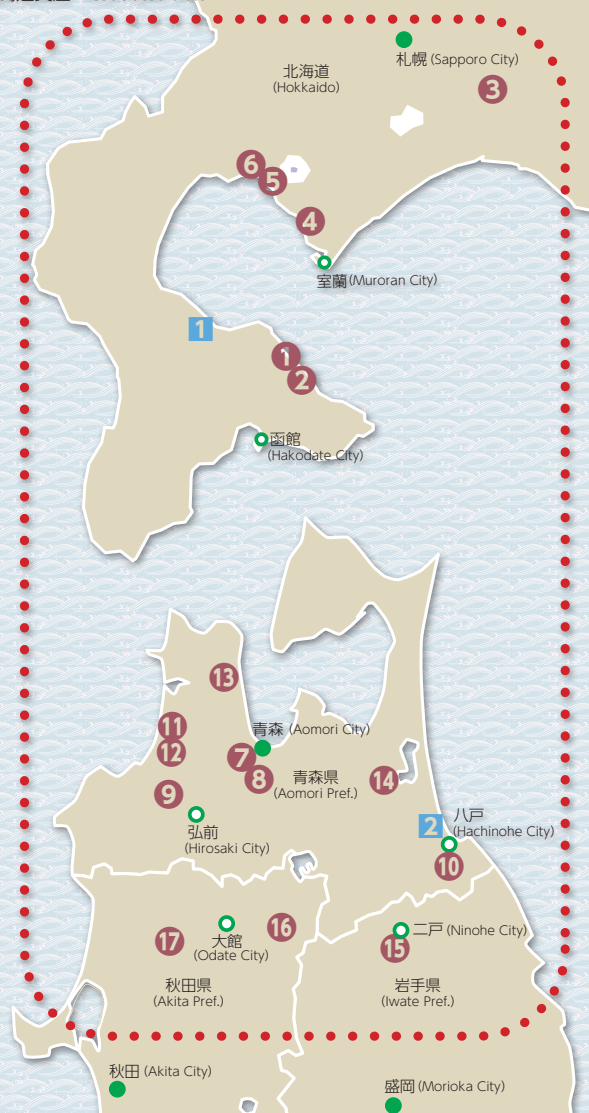 札幌 (Sapporo City)
北海道
(Hokkaido)
3
6
5
4
室蘭 (Muroran City)
1
1
2
函館
(Hakodate City)
13
11
青森 (Aomori City)
12
7
8
青森県
(Aomori Pref.)
14
9
弘前
(Hirosaki City)
2
八戸
(Hachinohe City)
10
17
大館
(Odate City)
16
二戸 (Ninohe City)
15
秋田県
(Akita Pref.)
岩手県
(Iwate Pref.)
秋田 (Akita City)
盛岡 (Morioka City)